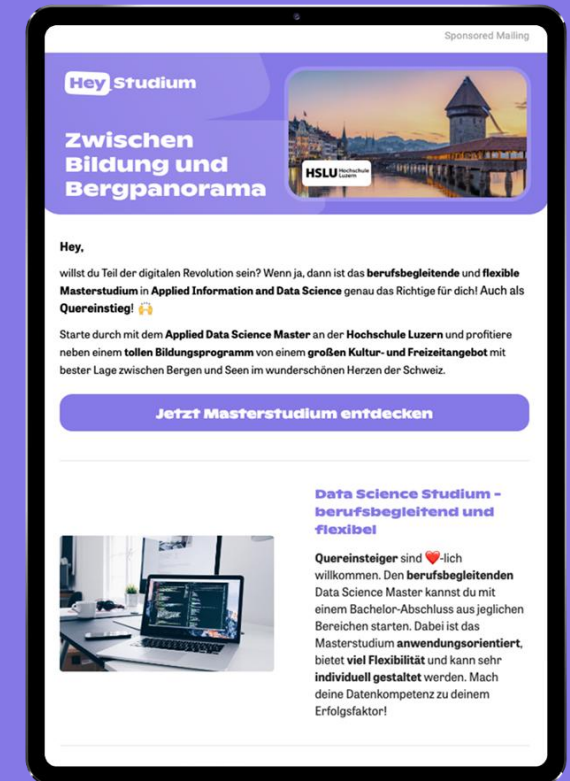 Sponsored Mailing
Hey Studium
Zwischen
Bildung und
Bergpanorama
HSLU Hochschule
Luzern
Hey,
willst du Teil der digitalen Revolution sein? Wenn ja, dann ist das berufsbegleitende und flexible
Masterstudium in Applied Information and Data Science genau das Richtige für dich! Auch als
Quereinstieg! 🙌
Starte durch mit dem Applied Data Science Master an der Hochschule Luzern und profitiere
neben einem tollen Bildungsprogramm von einem großen Kultur- und Freizeitangebot mit
bester Lage zwischen Bergen und Seen im wunderschönen Herzen der Schweiz.
Jetzt Masterstudium entdecken
Data Science Studium -
berufsbegleitend und
flexibel
Quereinsteiger sind ❤️-lich
willkommen. Den berufsbegleitenden
Data Science Master kannst du mit
einem Bachelor-Abschluss aus jeglichen
Bereichen starten. Dabei ist das
Masterstudium anwendungsorientiert,
bietet viel Flexibilität und kann sehr
individuell gestaltet werden. Mach
deine Datenkompetenz zu deinem
Erfolgsfaktor!